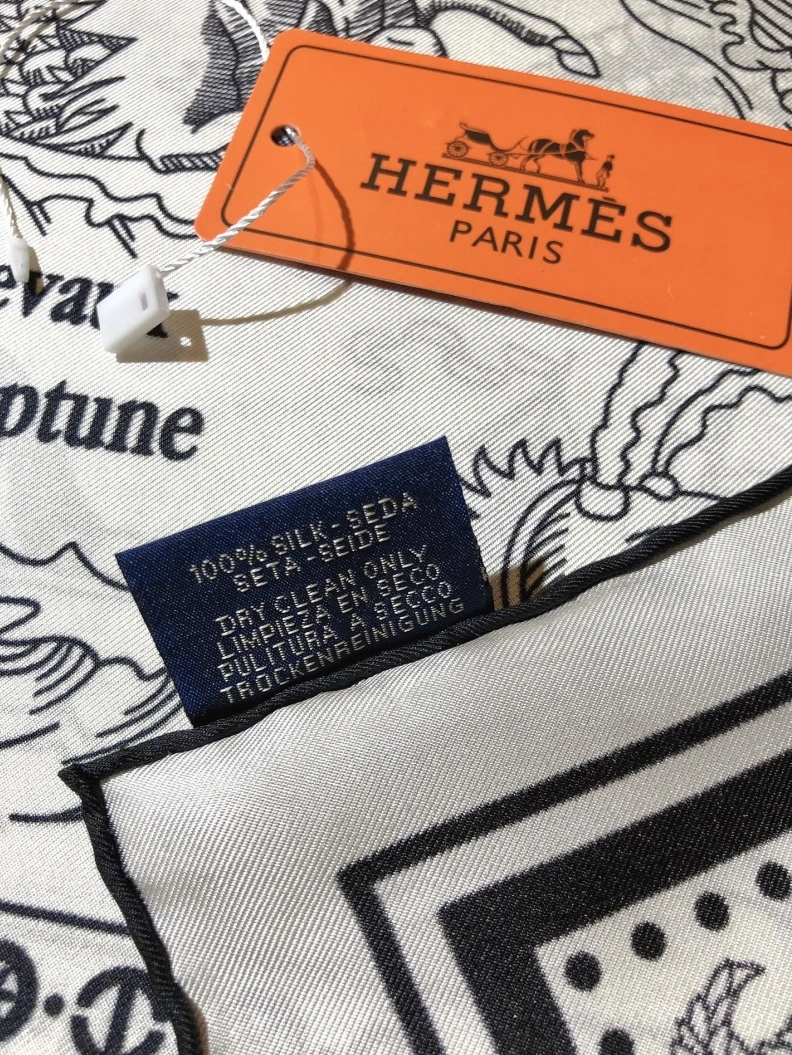 HERMÈS
PARIS
ptune
100% SILK - SEDA
SETA - SEIDE
DRY CLEAN ONLY
LIMPIEZA EN SECO
PULITURA A SECCO
TROCKENREINIGUNG